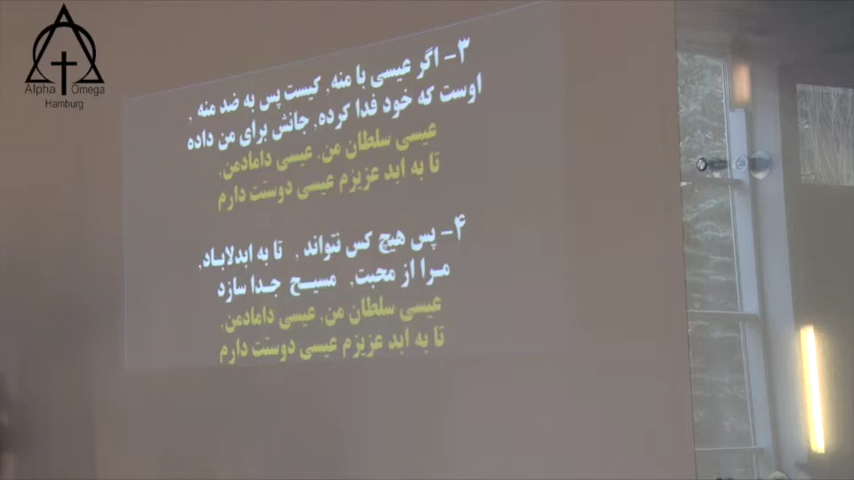 Alpha Omega
Hamburg
۳- اگر عیسی با منه, کیست پس به ضد منه ,
اوست که خود فدا کرده, جانش برای من داده
عیسی سلطان من, عیسی دامادمن,
تا به ابد عزیزم عیسی دوستت دارم
۴- پس هیچ کس نتواند , تا به ابدلاباد,
مرا از محبت, مسیح جدا سازد
عیسی سلطان من, عیسی دامادمن,
تا به ابد عزیزم عیسی دوستت دارم